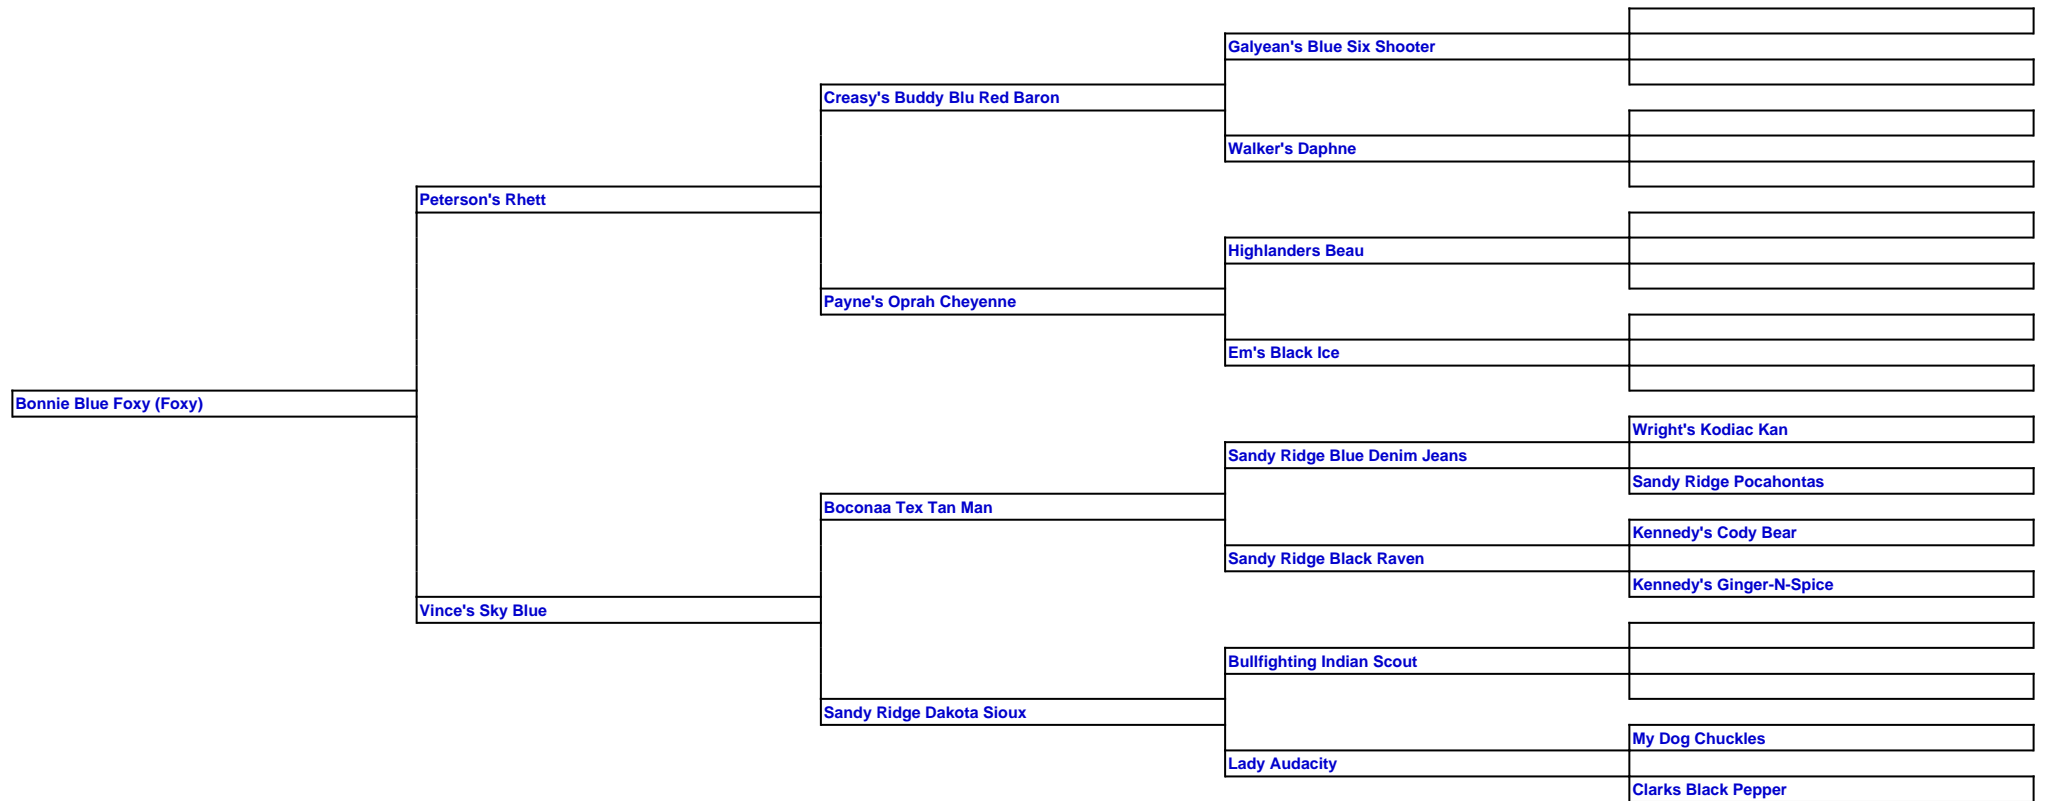 Galyean's Blue Six Shooter
Creasy's Buddy Blu Red Baron
Walker's Daphne
Peterson's Rhett
Highlanders Beau
Payne's Oprah Cheyenne
Em's Black Ice
Bonnie Blue Foxy (Foxy)
Wright's Kodiac Kan
Sandy Ridge Blue Denim Jeans
Sandy Ridge Pocahontas
Boconaa Tex Tan Man
Kennedy's Cody Bear
Sandy Ridge Black Raven
Kennedy's Ginger-N-Spice
Vince's Sky Blue
Bullfighting Indian Scout
Sandy Ridge Dakota Sioux
My Dog Chuckles
Lady Audacity
Clarks Black Pepper